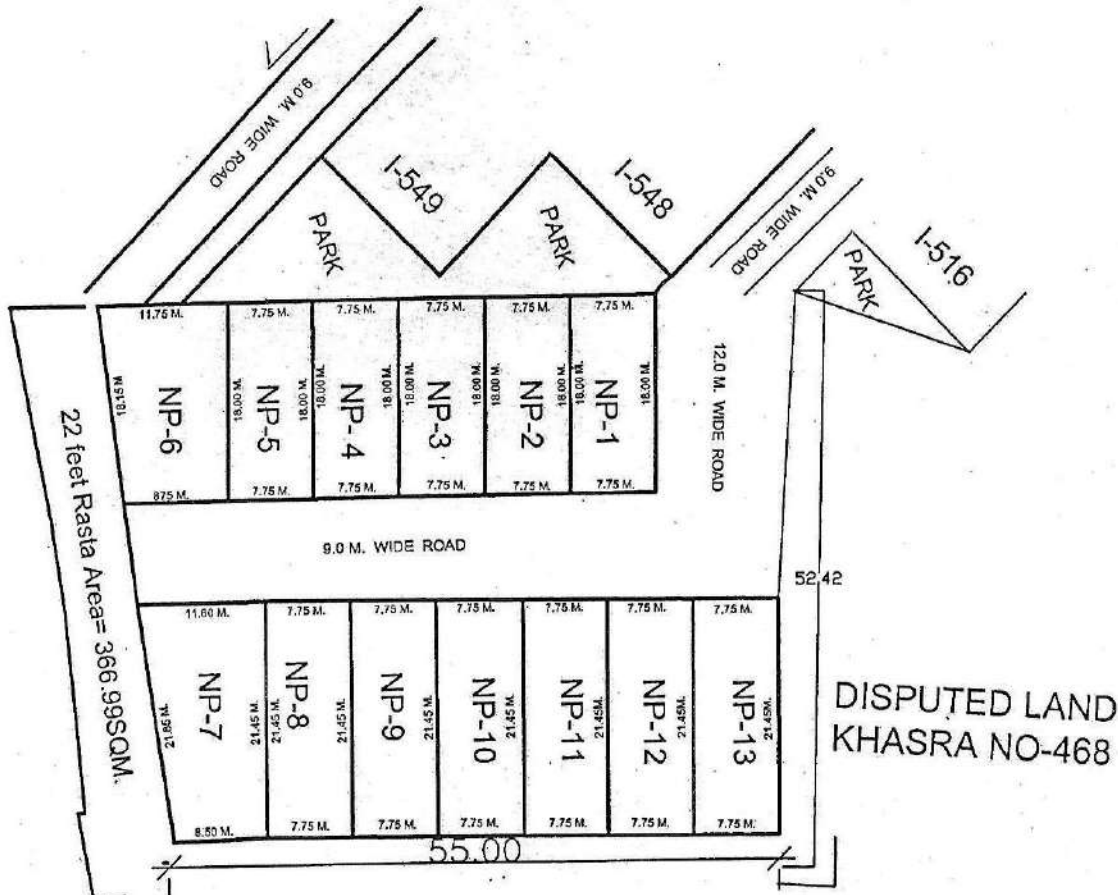 9.0 M. WIDE ROAD
I-549
I-548
9.0 M. WIDE ROAD
I-516
PARK
PARK
PARK
11.75 M.
7.75 M.
7.75 M.
7.75 M.
7.75 M.
7.75 M.
18.15 M
NP-6
18.00 M.
NP-5
18.00 M.
18.00 M.
NP-4
18.00 M.
18.00 M.
NP-3
18.00 M.
18.00 M.
NP-2
18.00 M.
18.00 M.
NP-1
18.00 M.
12.0 M. WIDE ROAD
875 M.
7.75 M.
7.75 M.
7.75 M.
7.75 M.
7.75 M.
22 feet Rasta Area= 366.99SQM.
9.0 M. WIDE ROAD
52.42
11.60 M.
7.75 M.
7.75 M.
7.75 M.
7.75 M.
7.75 M.
7.75 M.
21.65 M.
NP-7
21.45 M.
21.45 M.
NP-8
21.45 M.
NP-9
21.45 M.
NP-10
21.45 M.
NP-11
21.45M.
NP-12
21.45M.
NP-13
21.45M.
DISPUTED LAND
KHASRA NO-468
8.50 M.
7.75 M.
7.75 M.
7.75 M.
7.75 M.
7.75 M.
7.75 M.
55.00